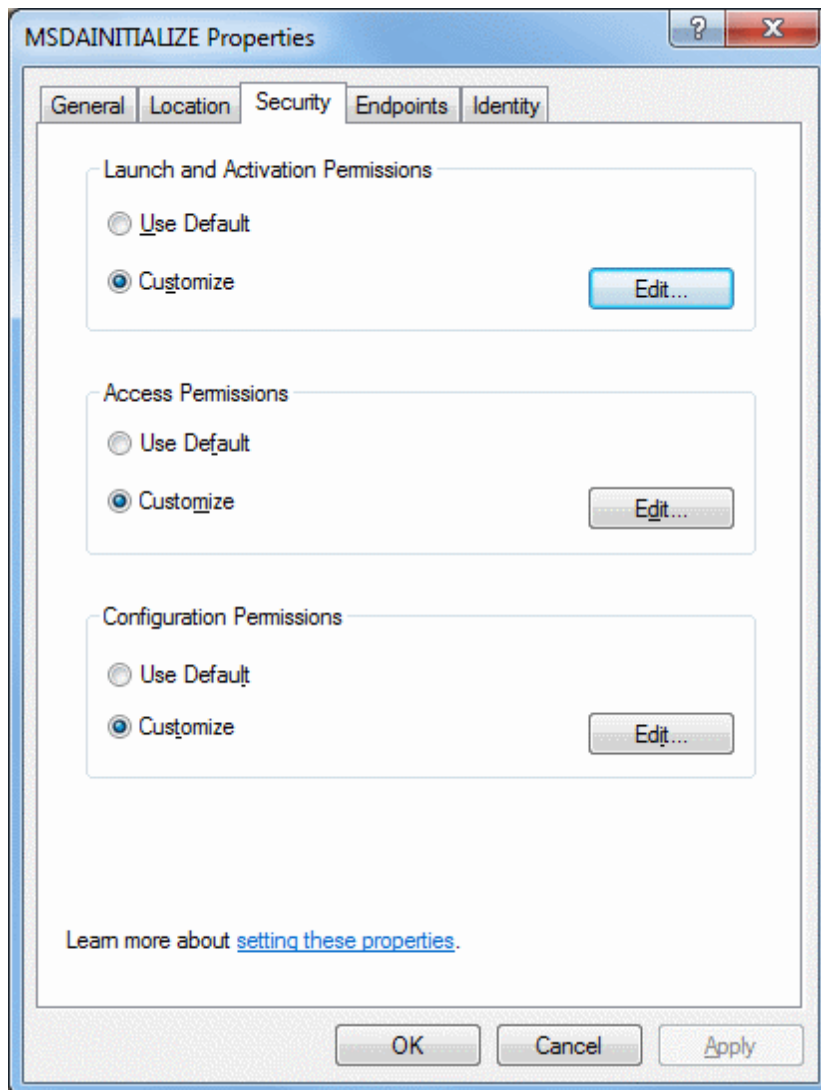 MSDAINITIALIZE Properties
General Location Security Endpoints Identity
Launch and Activation Permissions
Use Default
Customize
Edit...
Access Permissions
Use Default
Customize
Edit...
Configuration Permissions
Use Default
Customize
Edit...
Learn more about setting these properties.
OK Cancel Apply